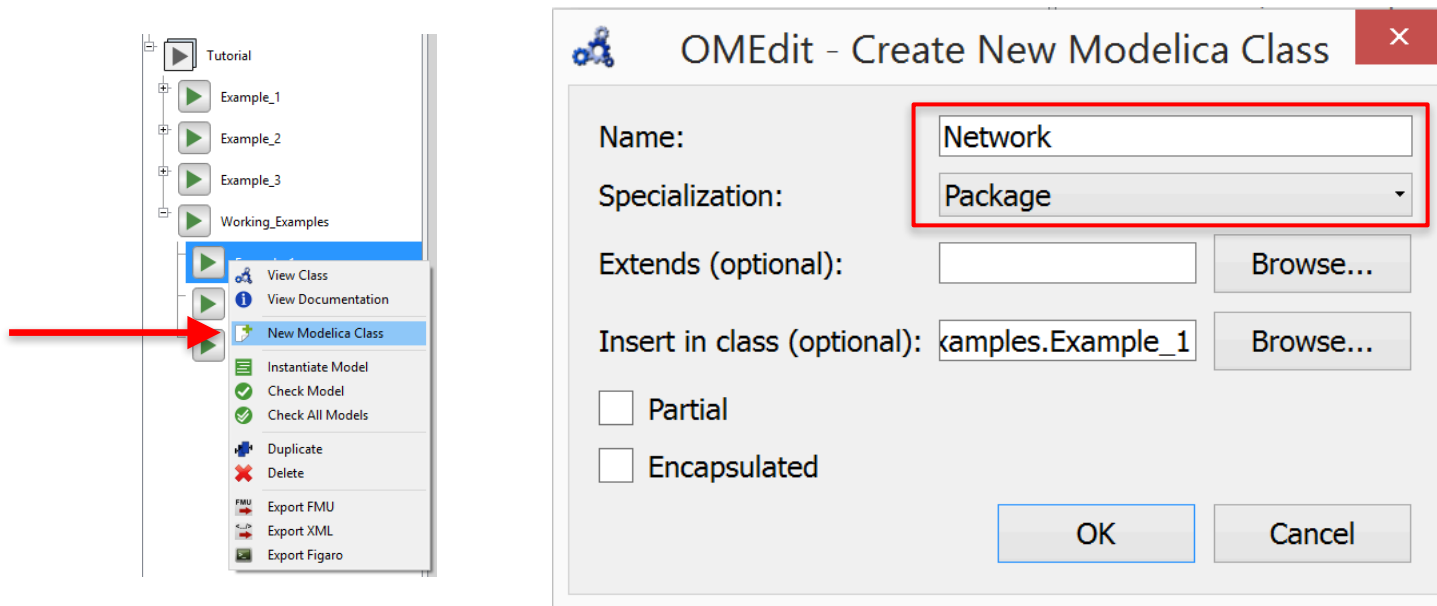 Tutorial
Example_1
Example_2
Example_3
Working_Examples
View Class
View Documentation
New Modelica Class
Instantiate Model
Check Model
Check All Models
Duplicate
Delete
FMU
Export FMU
Export XML
Export Figaro
OMEdit - Create New Modelica Class
Name: Network
Specialization: Package
Extends (optional): Browse...
Insert in class (optional): xamples.Example_1 Browse...
Partial
Encapsulated
OK Cancel